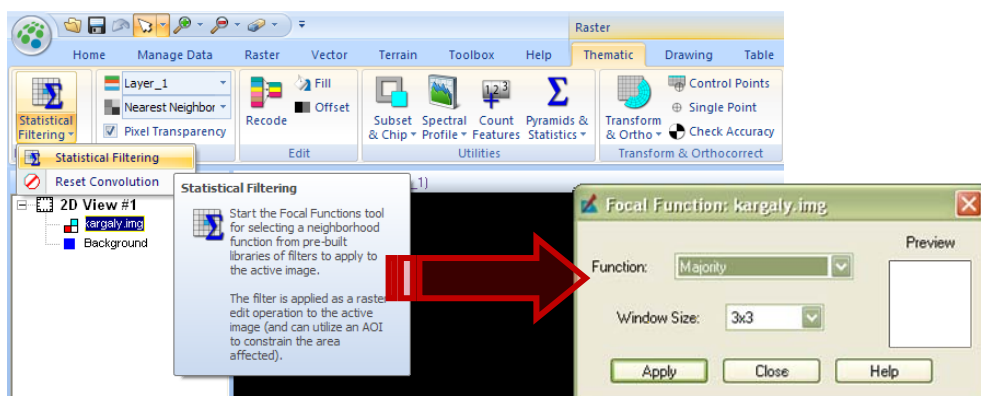 Raster
Home Manage Data Raster Vector Terrain Toolbox Help Thematic Drawing Table
Statistical Filtering
Layer_1
Nearest Neighbor
Pixel Transparency
Recode
Fill
Offset
Edit
Subset & Chip
Spectral Profile
1,2 3
Count Features
Σ
Pyramids & Statistics
Utilities
Transform & Ortho
Control Points
Single Point
Check Accuracy
Transform & Orthocorrect
Statistical Filtering
Reset Convolution
_1)
2D View #1
kargaly.img
Background
Statistical Filtering
Start the Focal Functions tool
for selecting a neighborhood
function from pre-built
libraries of filters to apply to
the active image.
The filter is applied as a raster
edit operation to the active
image (and can utilize an AOI
to constrain the area
affected).
Focal Function: kargaly.img
Preview
Function: Majority
Window Size: 3x3
Apply Close Help